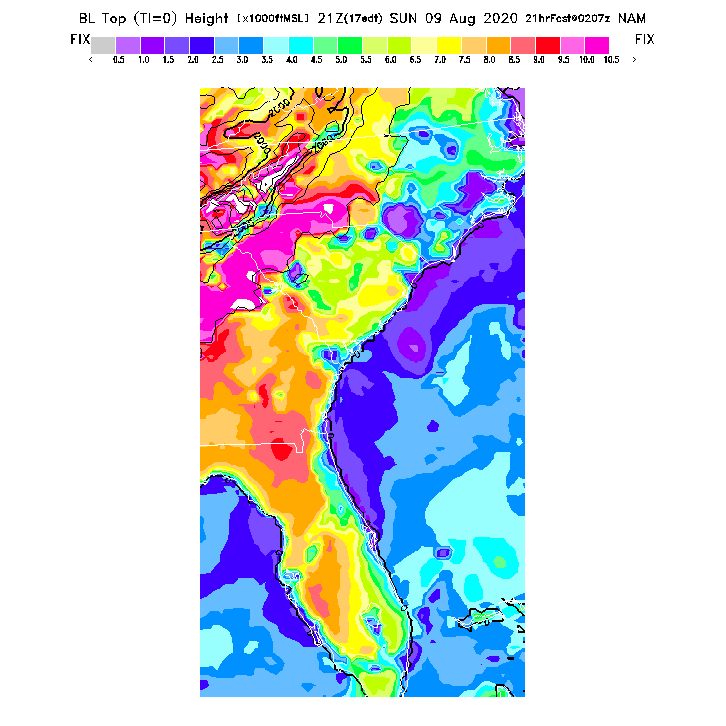 BL Top (TI=0) Height [x1000ftMSL] 21Z(17edt) SUN 09 Aug 2020 21hrFcst@0207z NAM
FIX FIX
< 0.5 1.0 1.5 2.0 2.5 3.0 3.5 4.0 4.5 5.0 5.5 6.0 6.5 7.0 7.5 8.0 8.5 9.0 9.5 10.0 10.5 >
2000
2000